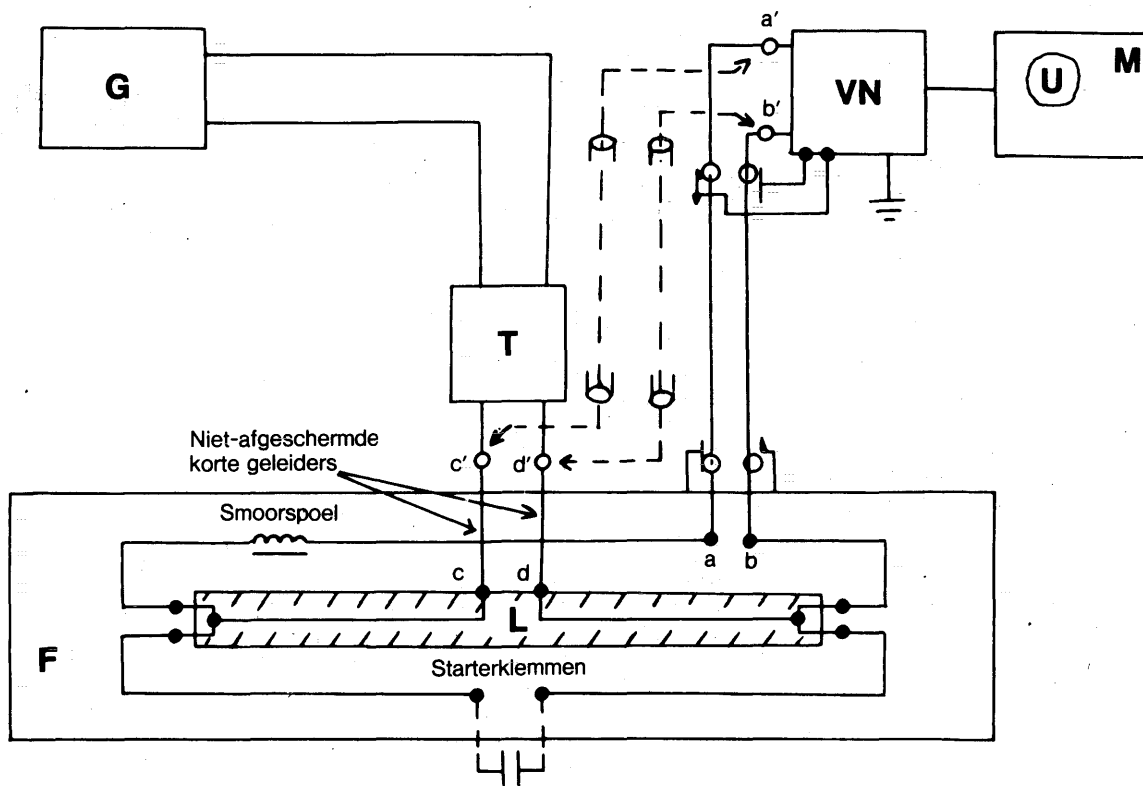 G
a'
VN
U
M
b'
T
Niet-afgeschermde
korte geleiders
c'
d'
Smoorspoel
a
b
c
d
L
F
Starterklemmen